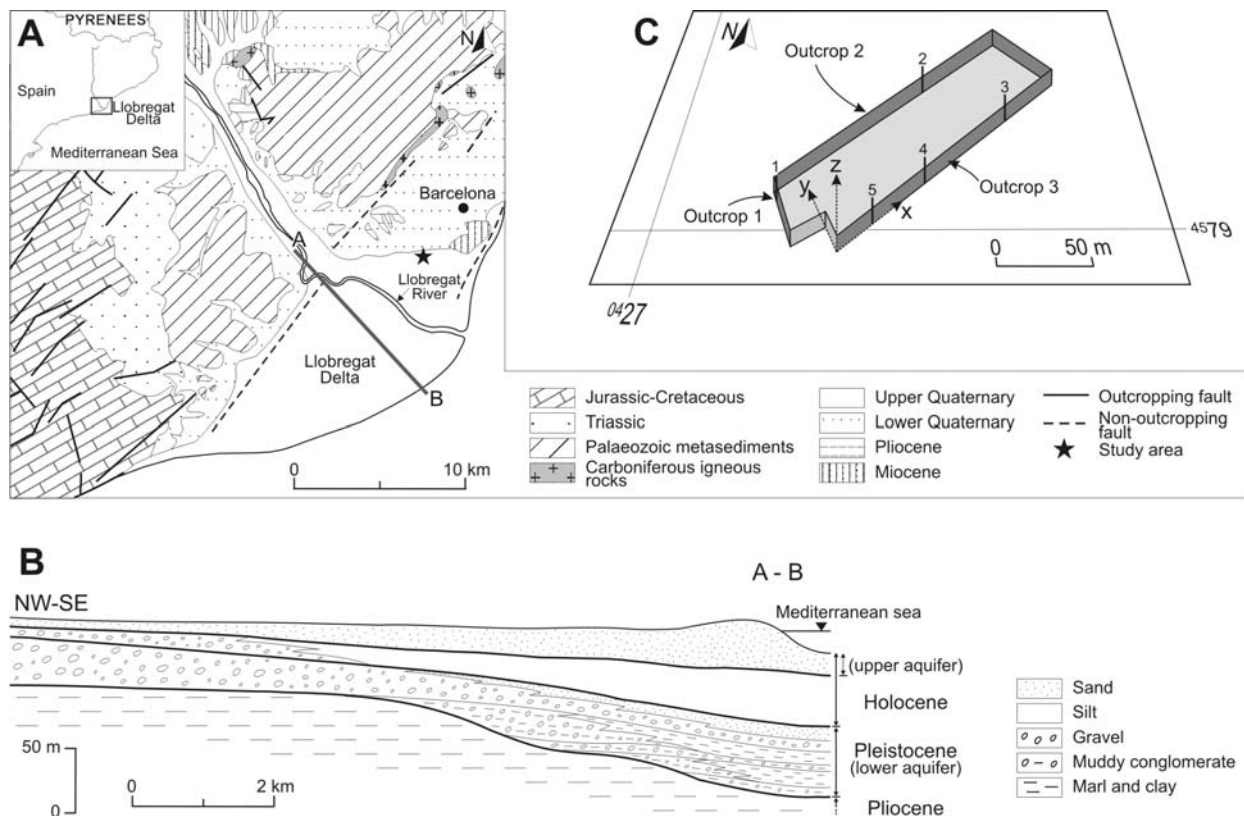 A
PYRENEES
Spain
Llobregat
Delta
Mediterranean Sea
N
Barcelona
A
Llobregat
River
Llobregat
Delta
B
0 10 km
C
N
Outcrop 2
2
3
1
4
Outcrop 1
y
z
5
x
Outcrop 3
4579
0 50 m
0427
Jurassic-Cretaceous
Triassic
Palaeozoic metasediments
Carboniferous igneous
rocks
Upper Quaternary
Lower Quaternary
Pliocene
Miocene
Outcropping fault
Non-outcropping
fault
Study area
B
A - B
NW-SE
Mediterranean sea
(upper aquifer)
Holocene
Pleistocene
(lower aquifer)
Pliocene
50 m
0
0 2 km
Sand
Silt
Gravel
Muddy conglomerate
Marl and clay